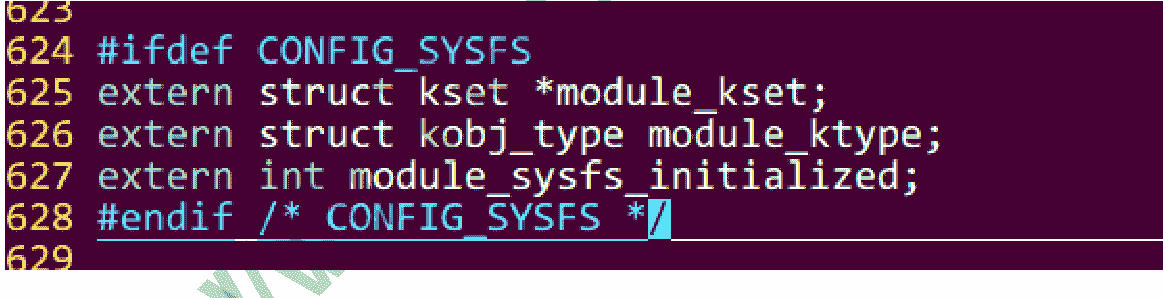 623
624 #ifdef CONFIG_SYSFS
625 extern struct kset *module_kset;
626 extern struct kobj_type module_ktype;
627 extern int module_sysfs_initialized;
628 #endif /* CONFIG_SYSFS */
629